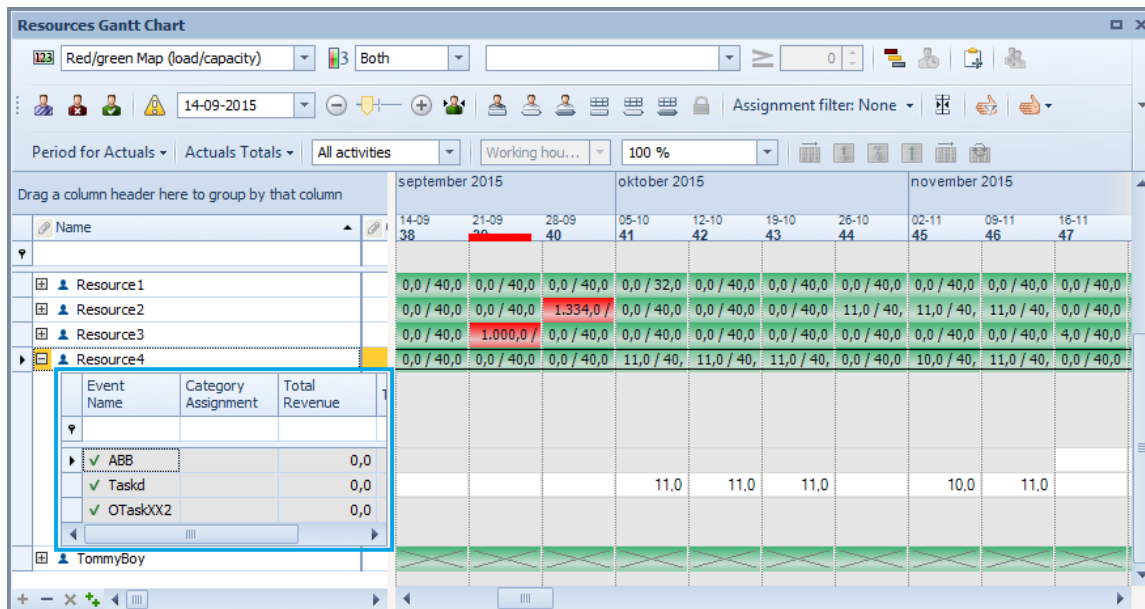 Resources Gantt Chart
123 Red/green Map (load/capacity) 3 Both ≥ 0
14-09-2015 Assignment filter: None
Period for Actuals Actuals Totals All activities Working hou... 100 %
Drag a column header here to group by that column
september 2015 oktober 2015 november 2015
Name
14-09 21-09 28-09 05-10 12-10 19-10 26-10 02-11 09-11 16-11
38 39 40 41 42 43 44 45 46 47
Resource1 0,0 / 40,0 0,0 / 40,0 0,0 / 40,0 0,0 / 32,0 0,0 / 40,0 0,0 / 40,0 0,0 / 40,0 0,0 / 40,0 0,0 / 40,0 0,0 / 40,0
Resource2 0,0 / 40,0 0,0 / 40,0 1.334,0 / 0,0 / 40,0 0,0 / 40,0 0,0 / 40,0 11,0 / 40, 11,0 / 40, 11,0 / 40, 0,0 / 40,0
Resource3 0,0 / 40,0 1.000,0 / 0,0 / 40,0 0,0 / 40,0 0,0 / 40,0 0,0 / 40,0 0,0 / 40,0 0,0 / 40,0 0,0 / 40,0 4,0 / 40,0
Resource4 0,0 / 40,0 0,0 / 40,0 0,0 / 40,0 11,0 / 40, 11,0 / 40, 11,0 / 40, 0,0 / 40,0 10,0 / 40, 11,0 / 40, 0,0 / 40,0
Event Category Total
Name Assignment Revenue
ABB 0,0
Taskd 0,0 11,0 11,0 11,0 10,0 11,0
OTaskXX2 0,0
TommyBoy